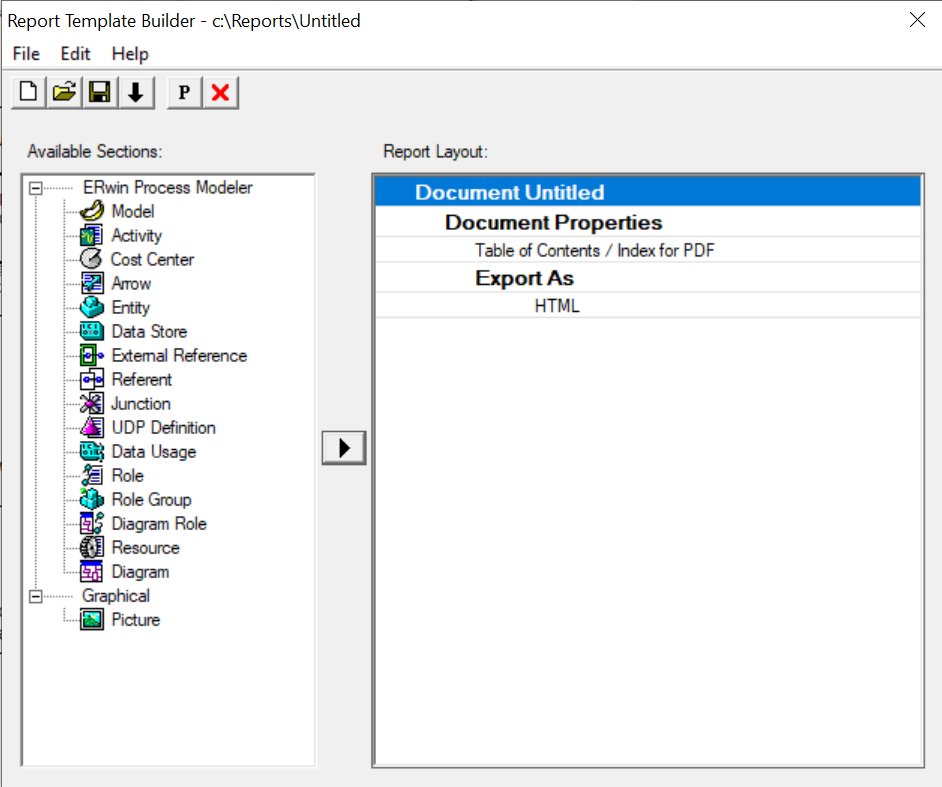 Report Template Builder - c:\Reports\Untitled
File Edit Help
P
Available Sections:
Report Layout:
ERwin Process Modeler
Model
Activity
Cost Center
Arrow
Entity
Data Store
External Reference
Referent
Junction
UDP Definition
Data Usage
Role
Role Group
Diagram Role
Resource
Diagram
Graphical
Picture
Document Untitled
Document Properties
Table of Contents / Index for PDF
Export As
HTML